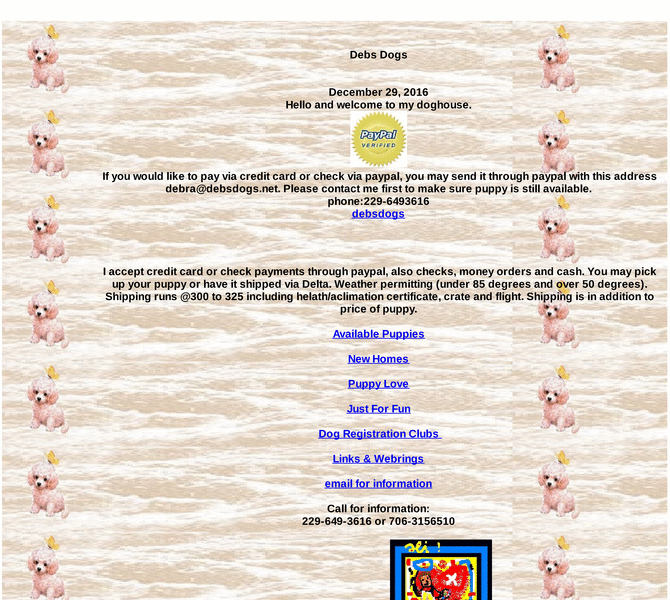 Debs Dogs
December 29, 2016
Hello and welcome to my doghouse.
PayPal
VERIFIED
If you would like to pay via credit card or check via paypal, you may send it through paypal with this address
debra@debsdogs.net. Please contact me first to make sure puppy is still available.
phone:229-6493616
debsdogs
I accept credit card or check payments through paypal, also checks, money orders and cash. You may pick
up your puppy or have it shipped via Delta. Weather permitting (under 85 degrees and over 50 degrees).
Shipping runs @300 to 325 including helath/aclimation certificate, crate and flight. Shipping is in addition to
price of puppy.
Available Puppies
New Homes
Puppy Love
Just For Fun
Dog Registration Clubs
Links & Webrings
email for information
Call for information:
229-649-3616 or 706-3156510